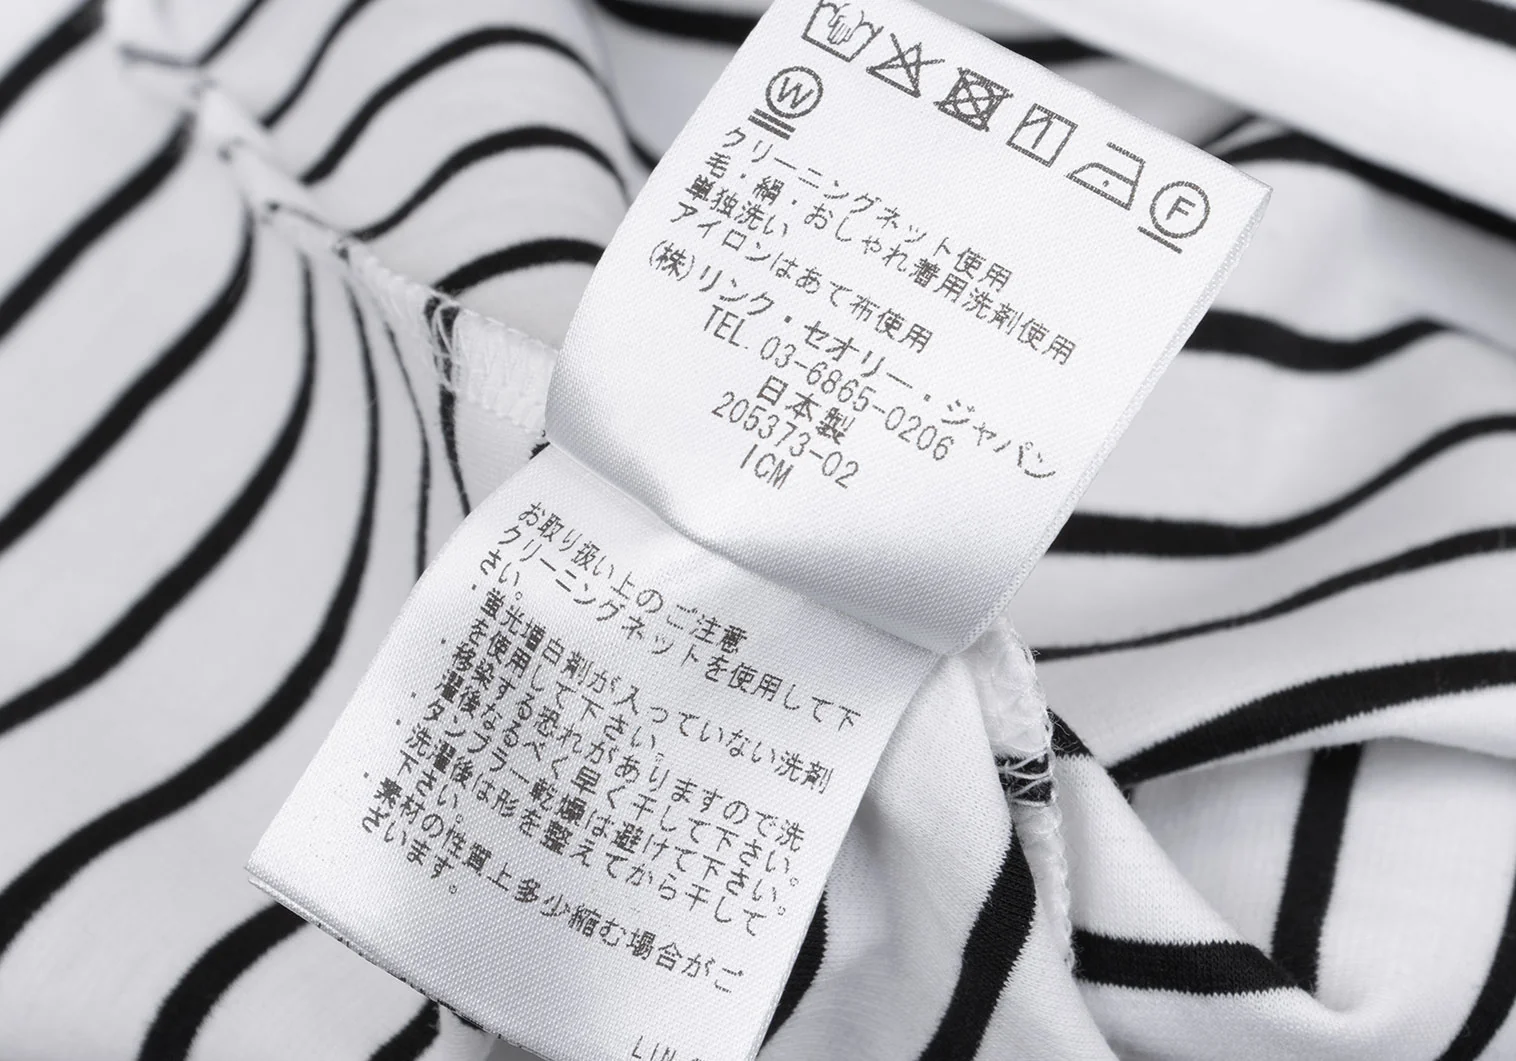 W
F
クリーニングネット使用
毛・絹・おしゃれ着用洗剤使用
単独洗い
アイロンはあて布使用
(株)リンク・セオリー・ジャパン
TEL. 03-6865-0206
日本製
205373-02
ICM
お取り扱い上のご注意
クリーニングネットを使用して下
さい。
・蛍光増白剤が入っていない洗剤
を使用して下さい。
・移染する恐れがありますので洗
濯後なるべく早く干して下さい。
・タンブラー乾燥は避けて下さい。
・洗濯後は形を整えてから干して
下さい。
・素材の性質上多少縮む場合がご
ざいます。
LIN